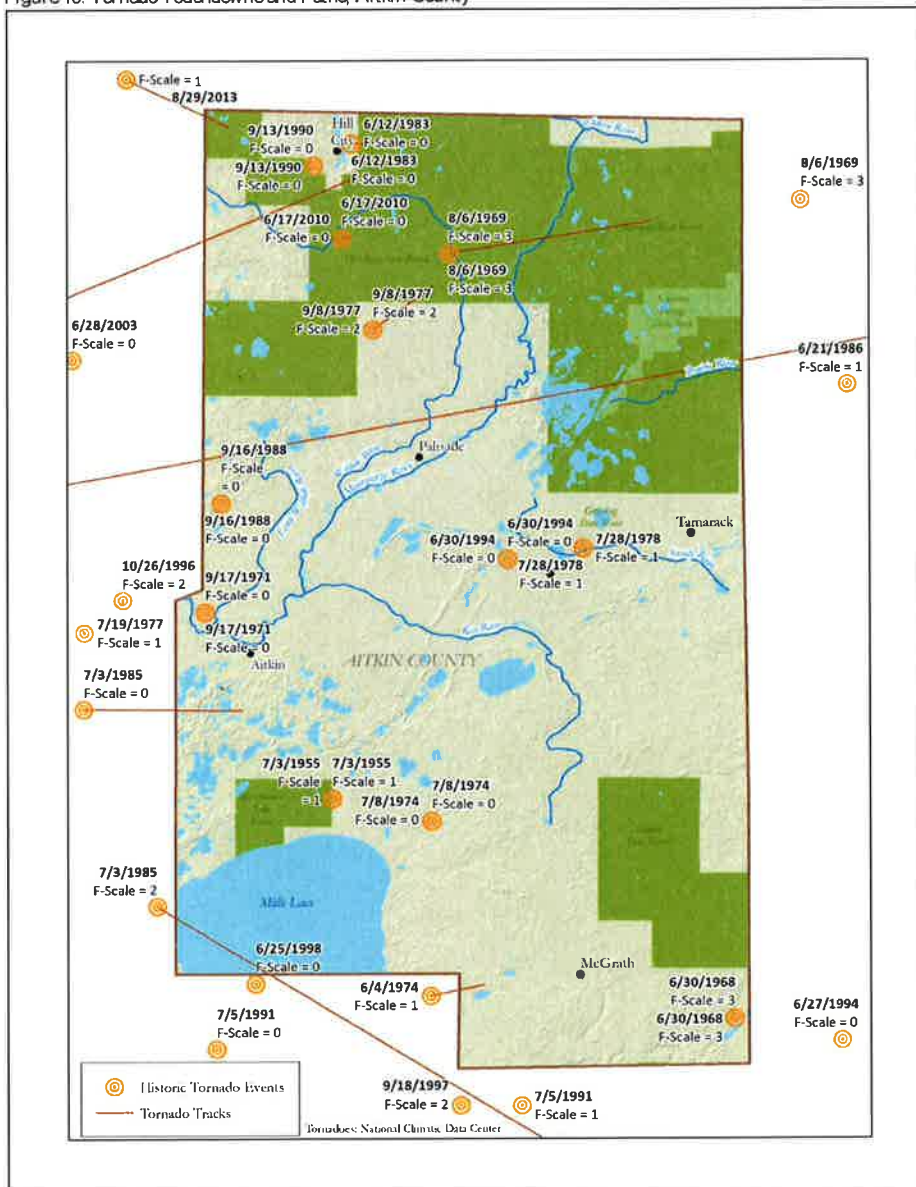 F-Scale = 1
8/29/2013
9/13/1990
F-Scale = 0
Hill
City
6/12/1983
F-Scale = 0
9/13/1990
F-Scale = 0
6/12/1983
F-Scale = 0
8/6/1969
F-Scale = 3
6/17/2010
F-Scale = 0
6/17/2010
F-Scale = 0
8/6/1969
F-Scale = 3
8/6/1969
F-Scale = 3
9/8/1977
F-Scale = 2
9/8/1977
F-Scale = 2
6/28/2003
F-Scale = 0
6/21/1986
F-Scale = 1
9/16/1988
F-Scale
= 0
Palisade
9/16/1988
F-Scale = 0
6/30/1994
F-Scale = 0
6/30/1994
F-Scale = 0
7/28/1978
F-Scale = 1
7/28/1978
F-Scale = 1
Tamarack
10/26/1996
F-Scale = 2
9/17/1971
F-Scale = 0
7/19/1977
F-Scale = 1
9/17/1971
F-Scale = 0
Aitkin
AITKIN COUNTY
7/3/1985
F-Scale = 0
7/3/1955
F-Scale
= 1
7/3/1955
F-Scale = 1
7/8/1974
F-Scale = 0
7/8/1974
F-Scale = 0
7/3/1985
F-Scale = 2
Mille Lacs
6/25/1998
F-Scale = 0
McGrath
6/4/1974
F-Scale = 1
6/30/1968
F-Scale = 3
6/30/1968
F-Scale = 3
6/27/1994
F-Scale = 0
7/5/1991
F-Scale = 0
9/18/1997
F-Scale = 2
7/5/1991
F-Scale = 1
Historic Tornado Events
Tornado Tracks
Tornadoes: National Climatic Data Center